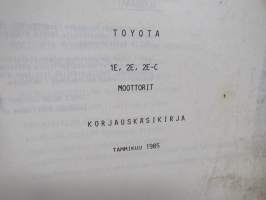 TOYOTA
1E, 2E, 2E-C
MOOTTORIT
KORJAUSKÄSIKIRJA
TAMMIKUU 1985